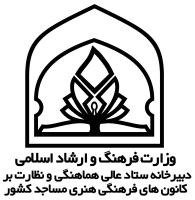 وزارت فرهنگ و ارشاد اسلامی
دبیرخانه ستاد عالی هماهنگی و نظارت بر
کانون های فرهنگی هنری مساجد کشور